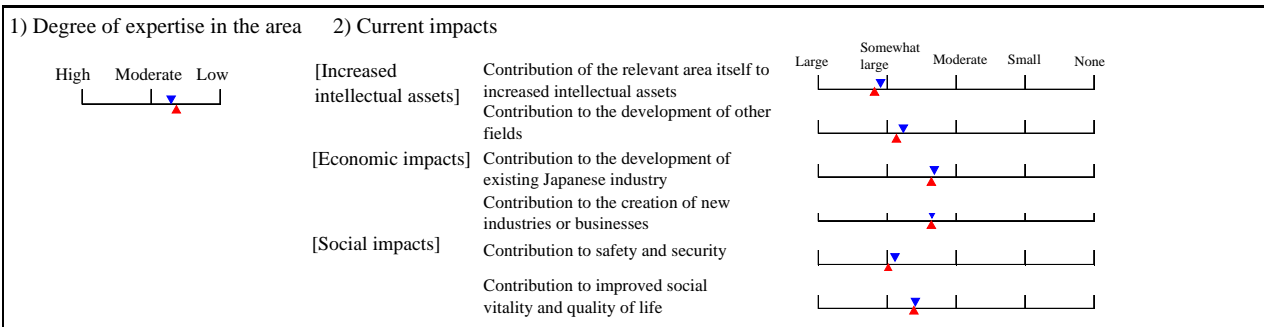 1) Degree of expertise in the area 2) Current impacts
High Moderate Low
Large Somewhat large Moderate Small None
[Increased intellectual assets]
Contribution of the relevant area itself to
increased intellectual assets
Contribution to the development of other
fields
[Economic impacts]
Contribution to the development of
existing Japanese industry
Contribution to the creation of new
industries or businesses
[Social impacts]
Contribution to safety and security
Contribution to improved social
vitality and quality of life